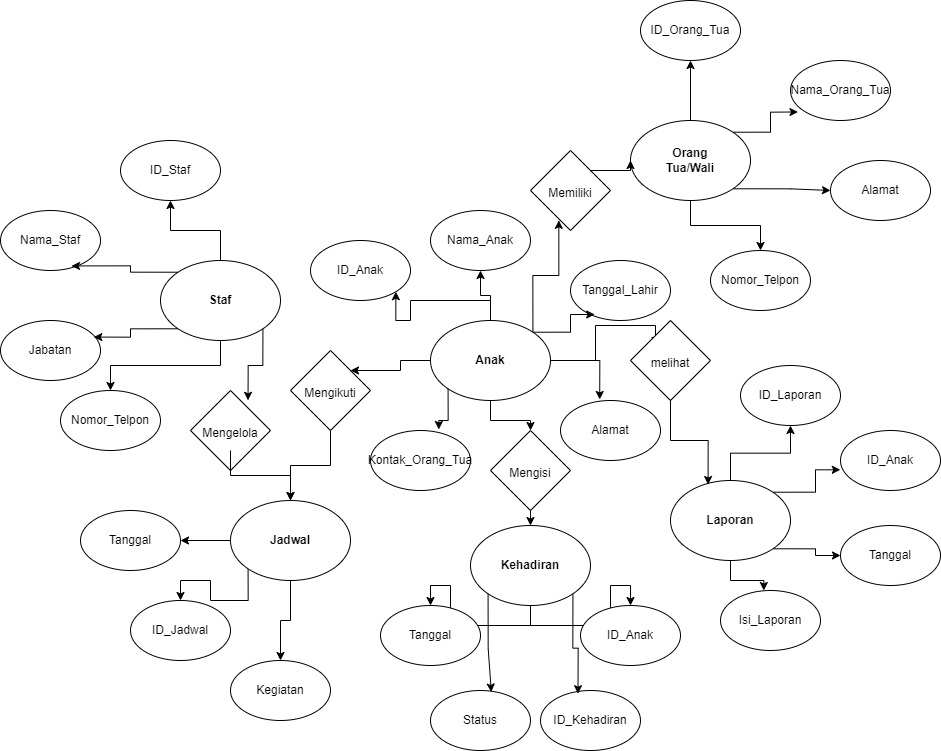 ID_Orang_Tua
Nama_Orang_Tua
Orang
Tua/Wali
ID_Staf
Memiliki
Alamat
Nama_Staf
Nama_Anak
ID_Anak
Nomor_Telpon
Tanggal_Lahir
Staf
Jabatan
Anak
melihat
Mengikuti
ID_Laporan
Nomor_Telpon
Mengelola
Alamat
Kontak_Orang_Tua
ID_Anak
Mengisi
Laporan
Tanggal
Jadwal
Tanggal
Kehadiran
Isi_Laporan
ID_Jadwal
Tanggal
ID_Anak
Kegiatan
Status
ID_Kehadiran